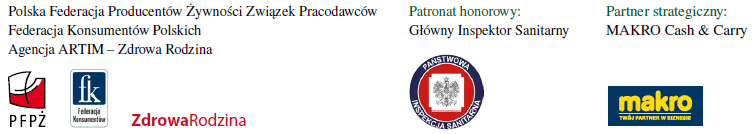 Polska Federacja Producentów Żywności Związek Pracodawców
Federacja Konsumentów Polskich
Agencja ARTIM – Zdrowa Rodzina
PFPŻ
fk
Federacja
Konsumentów
ZdrowaRodzina
Patronat honorowy:
Główny Inspektor Sanitarny
PAŃSTWOWA
INSPEKCJA SANITARNA
Partner strategiczny:
MAKRO Cash & Carry
makro
TWÓJ PARTNER W BIZNESIE